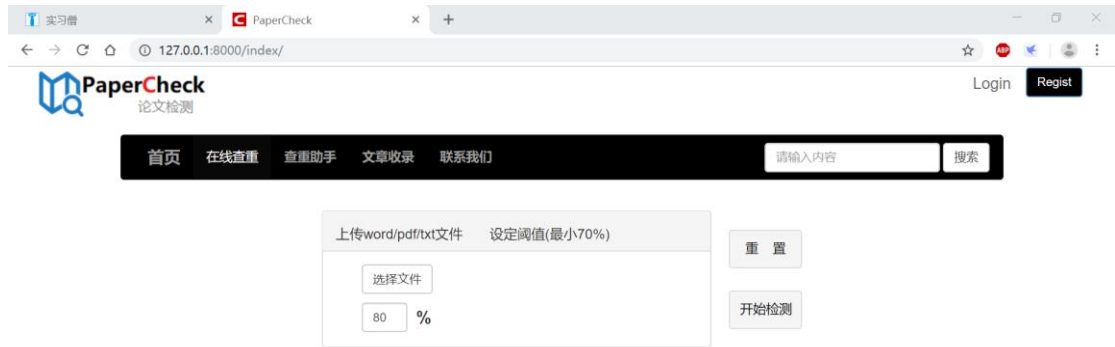 实习僧
PaperCheck
127.0.0.1:8000/index/
ABP
PaperCheck
论文检测
Login
Regist
首页 在线查重 查重助手 文章收录 联系我们 请输入内容 搜索
上传word/pdf/txt文件 设定阈值(最小70%)
重 置
选择文件
80 %
开始检测